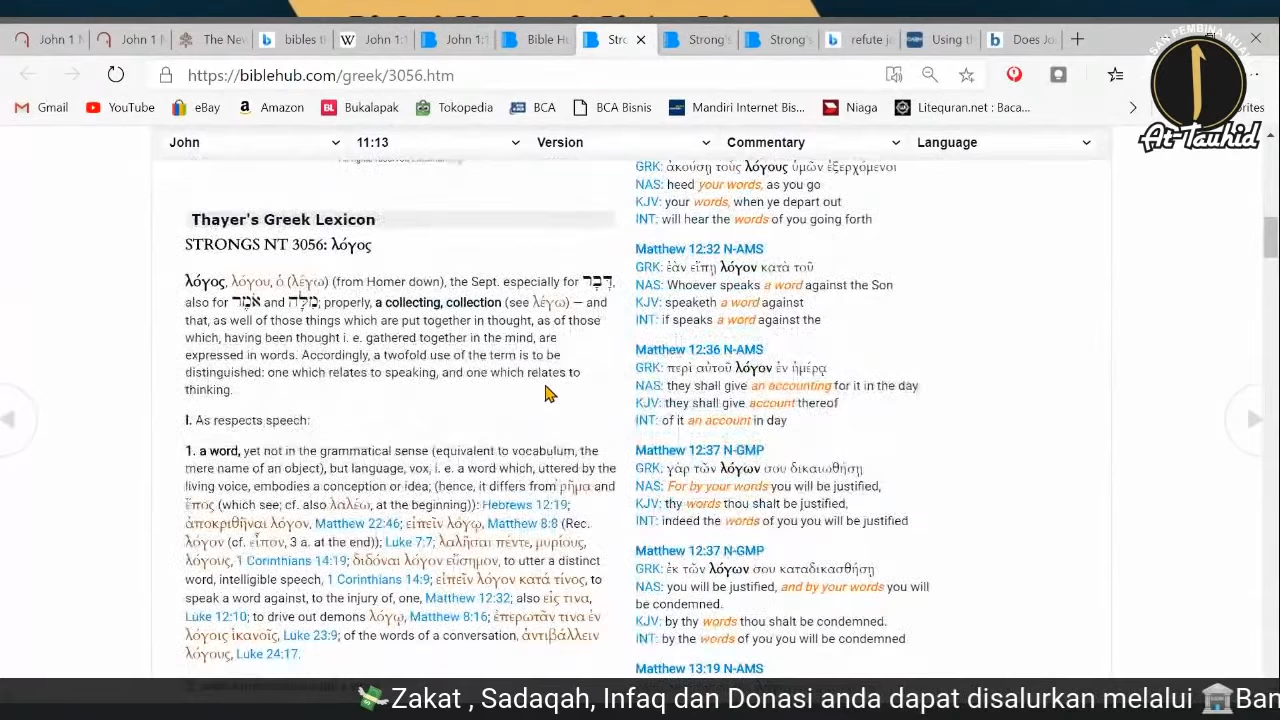 John 1
John 1
The Ne
bibles t
John 1:1
John 1:
Bible Hu
Stro
Strong's
Strong's
refute je
Using th
Does Jo
SAN PEMBINA MUAL
At-Tauhid
https://biblehub.com/greek/3056.htm
Gmail
YouTube
eBay
Amazon
Bukalapak
Tokopedia
BCA
BCA Bisnis
Mandiri Internet Bis...
Niaga
Litequran.net : Baca...
orites
John
11:13
Version
Commentary
Language
Thayer's Greek Lexicon
STRONGS NT 3056: λόγος
λόγος, λόγου, ὁ (λέγω) (from Homer down), the Sept. especially for דָּבָר,
also for אֹמֶר and מִלָּה; properly, a collecting, collection (see λέγω) — and
that, as well of those things which are put together in thought, as of those
which, having been thought i. e. gathered together in the mind, are
expressed in words. Accordingly, a twofold use of the term is to be
distinguished: one which relates to speaking, and one which relates to
thinking.
I. As respects speech:
1. a word, yet not in the grammatical sense (equivalent to vocabulum, the
mere name of an object), but language, vox, i. e. a word which, uttered by the
living voice, embodies a conception or idea; (hence, it differs from ῤῆμα and
ἔπος (which see; cf. also λαλέω, at the beginning)): Hebrews 12:19;
ἀποκριθῆναι λόγον, Matthew 22:46; εἰπεῖν λόγῳ, Matthew 8:8 (Rec.
λόγον (cf. εἶπον, 3 a. at the end)); Luke 7:7; λαλῆσαι πέντε, μυρίους,
λόγους, 1 Corinthians 14:19; διδόναι λόγον εὔσημον, to utter a distinct
word, intelligible speech, 1 Corinthians 14:9; εἰπεῖν λόγον κατά τίνος, to
speak a word against, to the injury of, one, Matthew 12:32; also εἰς τινα,
Luke 12:10; to drive out demons λόγῳ, Matthew 8:16; ἐπερωτᾶν τινα ἐν
λόγοις ἱκανοῖς, Luke 23:9; of the words of a conversation, ἀντιβάλλειν
λόγους, Luke 24:17.
GRK: ἀκούσῃ τοὺς λόγους ὑμῶν ἐξερχόμενοι
NAS: heed your words, as you go
KJV: your words, when ye depart out
INT: will hear the words of you going forth
Matthew 12:32 N-AMS
GRK: ἐὰν εἴπῃ λόγον κατὰ τοῦ
NAS: Whoever speaks a word against the Son
KJV: speaketh a word against
INT: if speaks a word against the
Matthew 12:36 N-AMS
GRK: περὶ αὐτοῦ λόγον ἐν ἡμέρᾳ
NAS: they shall give an accounting for it in the day
KJV: they shall give account thereof
INT: of it an account in day
Matthew 12:37 N-GMP
GRK: γὰρ τῶν λόγων σου δικαιωθήσῃ
NAS: For by your words you will be justified,
KJV: thy words thou shalt be justified,
INT: indeed the words of you you will be justified
Matthew 12:37 N-GMP
GRK: ἐκ τῶν λόγων σου καταδικασθήσῃ
NAS: you will be justified, and by your words you will
be condemned.
KJV: by thy words thou shalt be condemned.
INT: by the words of you you will be condemned
Matthew 13:19 N-AMS
Zakat , Sadaqah, Infaq dan Donasi anda dapat disalurkan melalui Ban